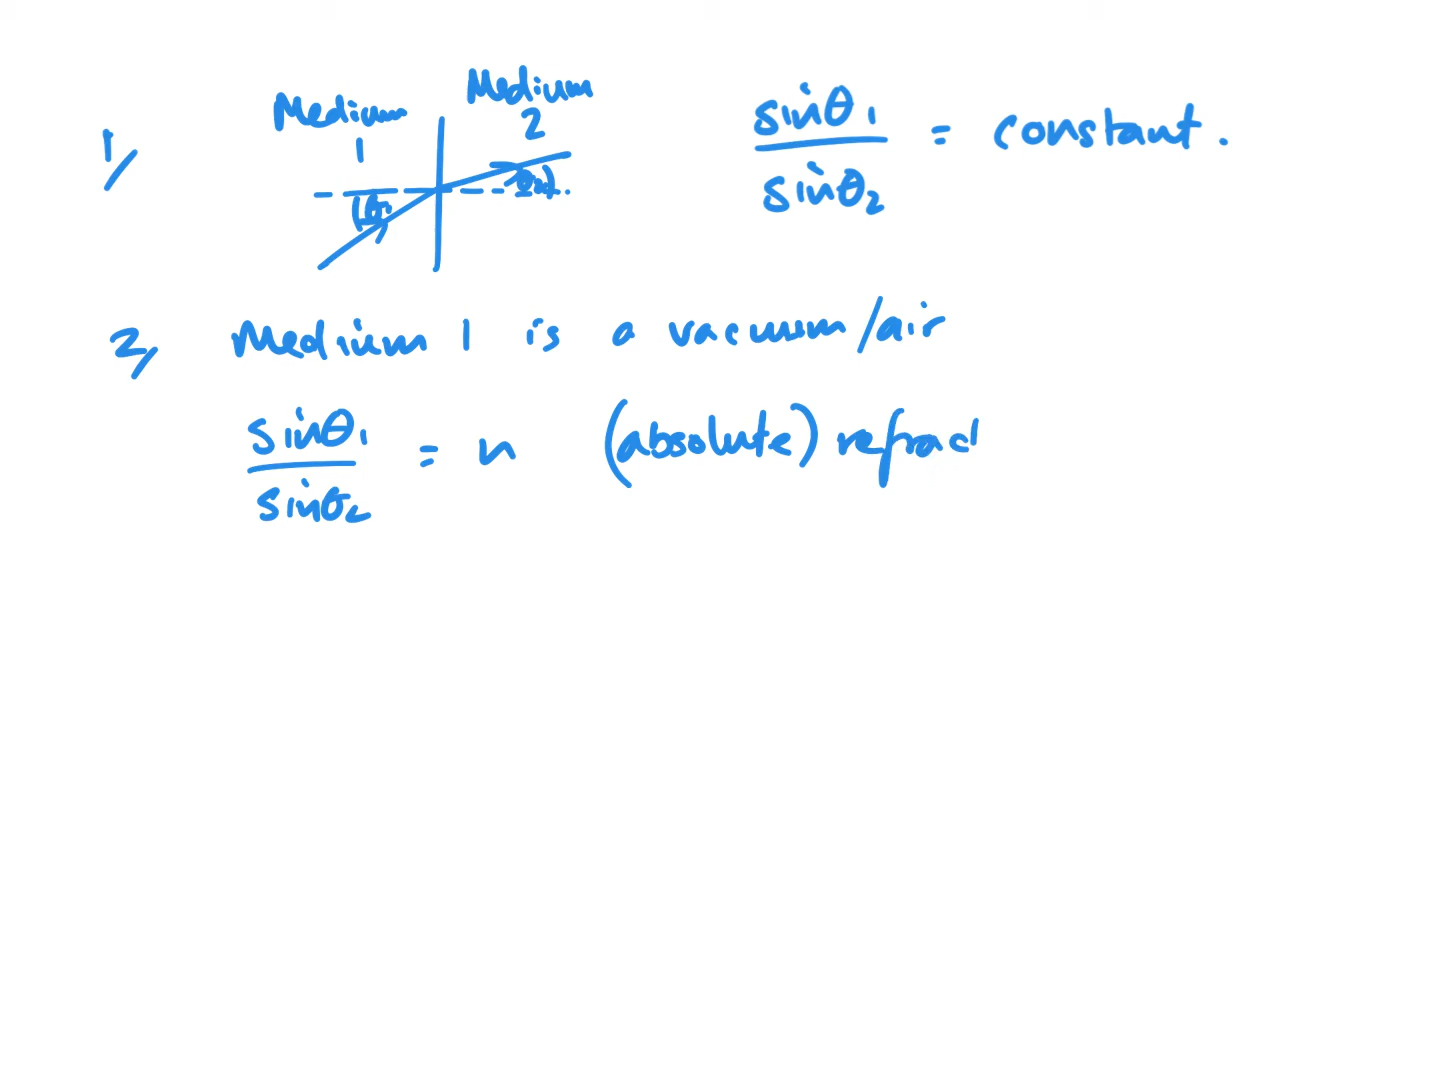 1,
Medium 1
Medium 2
θ₁
θ₂
sinθ₁ / sinθ₂ = constant.
2, Medium 1 is a vacuum/air
sinθ₁ / sinθ₂ = n (absolute) refrad